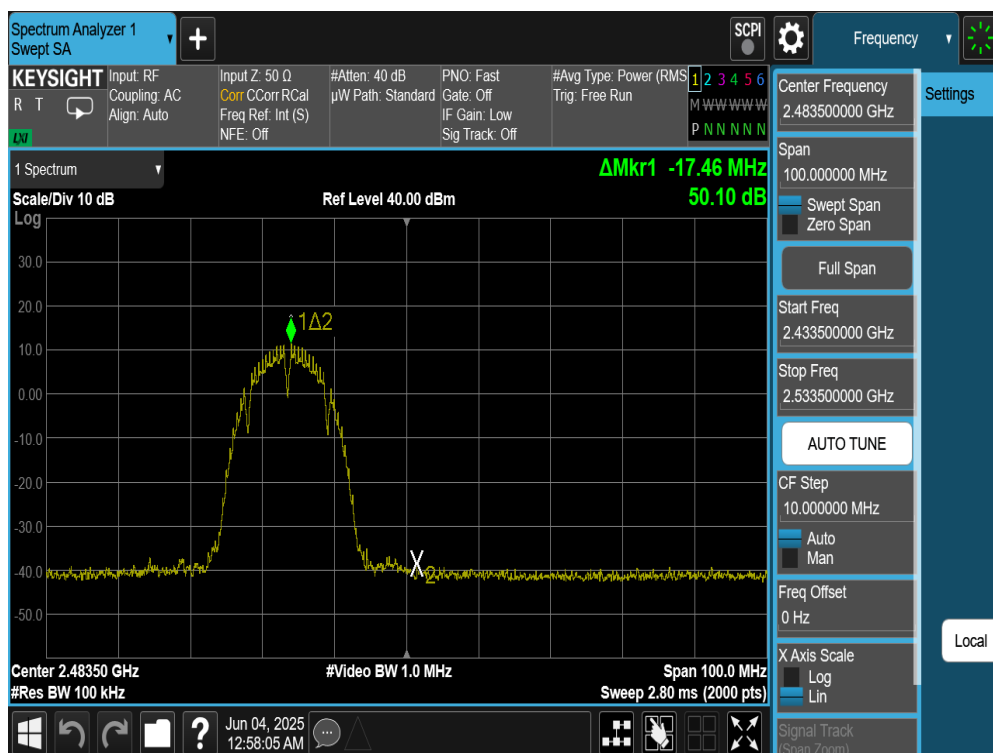 Spectrum Analyzer 1
Swept SA
+
SCPI
Frequency
KEYSIGHT
R T
LXI
Input: RF
Coupling: AC
Align: Auto
Input Z: 50 Ω
Corr CCorr RCal
Freq Ref: Int (S)
NFE: Off
#Atten: 40 dB
µW Path: Standard
PNO: Fast
Gate: Off
IF Gain: Low
Sig Track: Off
#Avg Type: Power (RMS
Trig: Free Run
1 2 3 4 5 6
M W W W W W
P N N N N N
1 Spectrum
Scale/Div 10 dB
Ref Level 40.00 dBm
ΔMkr1 -17.46 MHz
50.10 dB
Log
30.0
20.0
10.0
0.00
-10.0
-20.0
-30.0
-40.0
-50.0
1Δ2
X2
Center 2.48350 GHz
#Video BW 1.0 MHz
Span 100.0 MHz
#Res BW 100 kHz
Sweep 2.80 ms (2000 pts)
Center Frequency
2.483500000 GHz
Span
100.000000 MHz
Swept Span
Zero Span
Full Span
Start Freq
2.433500000 GHz
Stop Freq
2.533500000 GHz
AUTO TUNE
CF Step
10.000000 MHz
Auto
Man
Freq Offset
0 Hz
X Axis Scale
Log
Lin
Signal Track
(Span Zoom)
Settings
Local
?
Jun 04, 2025
12:58:05 AM